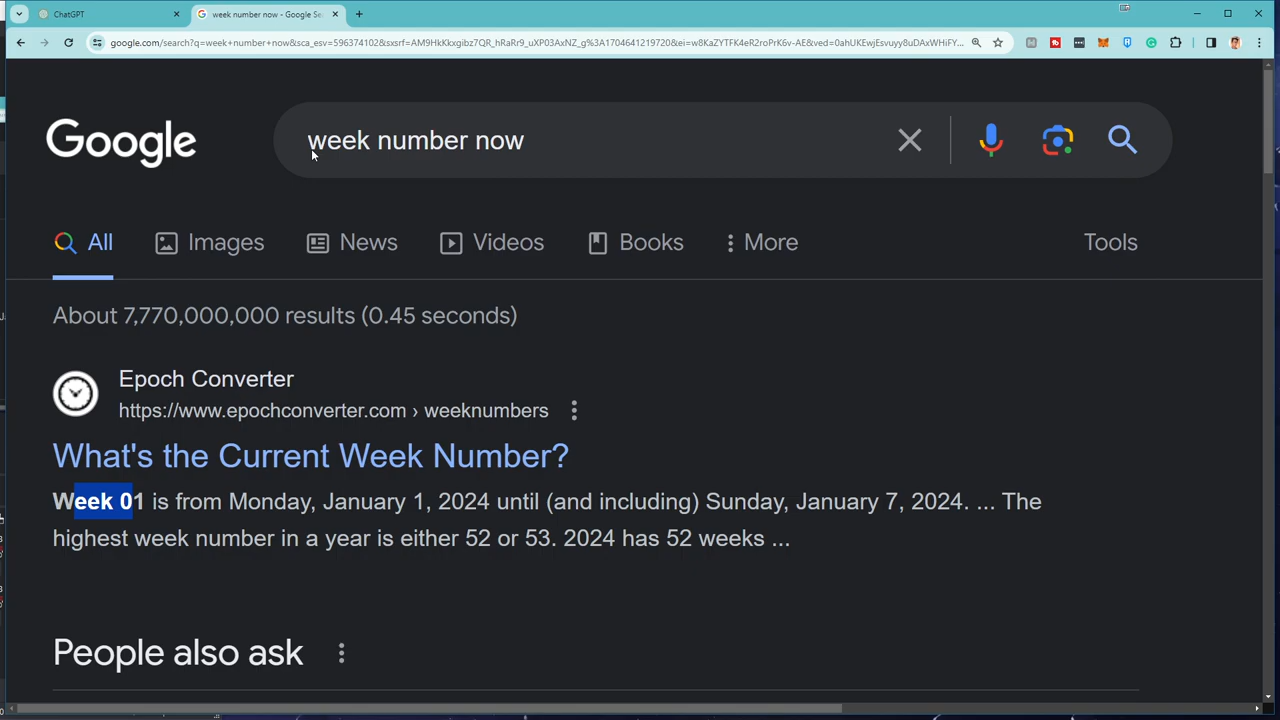 ChatGPT
week number now - Google Se
google.com/search?q=week+number+now&sca_esv=596374102&sxsrf=AM9HkKkxgibz7QR_hRaRr9_uXP03AxNZ_g%3A1704641219720&ei=w8KaZYTFK4eR2roPrK6v-AE&ved=0ahUKEwjEsvuyy8uDAxWHiFY...
Google
week number now
All
Images
News
Videos
Books
More
Tools
About 7,770,000,000 results (0.45 seconds)
Epoch Converter
https://www.epochconverter.com › weeknumbers
What's the Current Week Number?
Week 01 is from Monday, January 1, 2024 until (and including) Sunday, January 7, 2024. ... The
highest week number in a year is either 52 or 53. 2024 has 52 weeks ...
People also ask